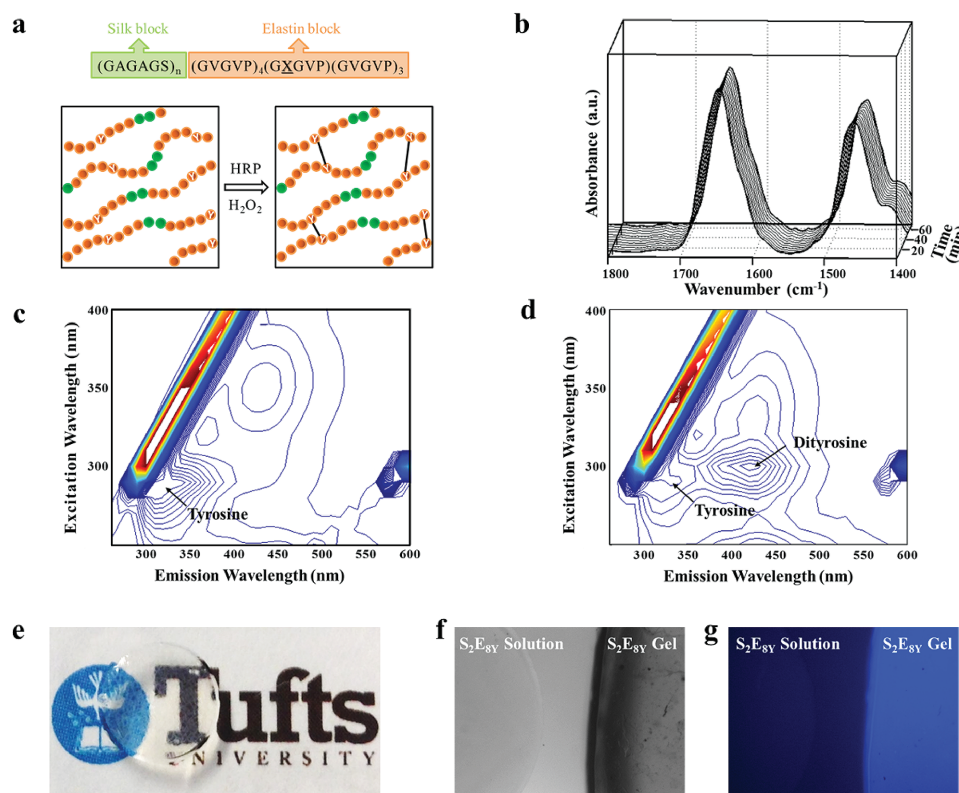 a
Silk block
Elastin block
(GAGAGS)n
(GVGVP)4(GXGVP)(GVGVP)3
Y
Y
Y
Y
Y
Y
Y
HRP
H2O2
Y
Y
Y
Y
Y
Y
Y
b
Absorbance (a.u.)
60
40
20
Time (min)
1800
1700
1600
1500
1400
Wavenumber (cm-1)
c
Excitation Wavelength (nm)
400
350
300
Tyrosine
300
350
400
450
500
550
600
Emission Wavelength (nm)
d
Excitation Wavelength (nm)
400
350
300
Dityrosine
Tyrosine
300
350
400
450
500
550
600
Emission Wavelength (nm)
e
Tufts
UNIVERSITY
f
S2E8Y Solution
S2E8Y Gel
g
S2E8Y Solution
S2E8Y Gel